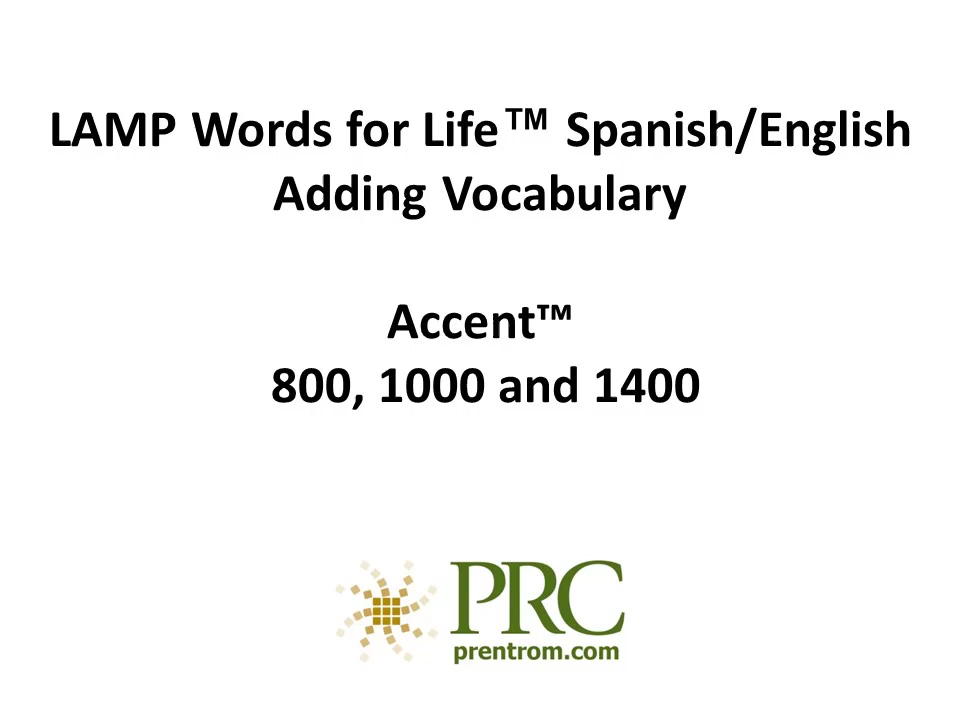 LAMP Words for Life™ Spanish/English
Adding Vocabulary
Accent™
800, 1000 and 1400
PRC
prentrom.com